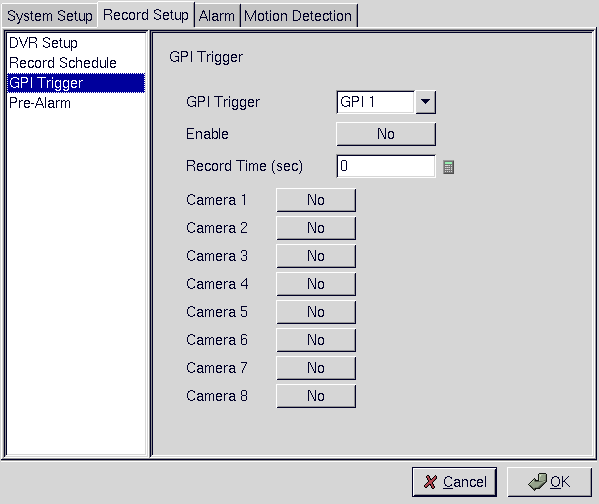 System Setup Record Setup Alarm Motion Detection
DVR Setup
Record Schedule
GPI Trigger
Pre-Alarm
GPI Trigger
GPI Trigger GPI 1
Enable No
Record Time (sec) 0
Camera 1 No
Camera 2 No
Camera 3 No
Camera 4 No
Camera 5 No
Camera 6 No
Camera 7 No
Camera 8 No
Cancel OK